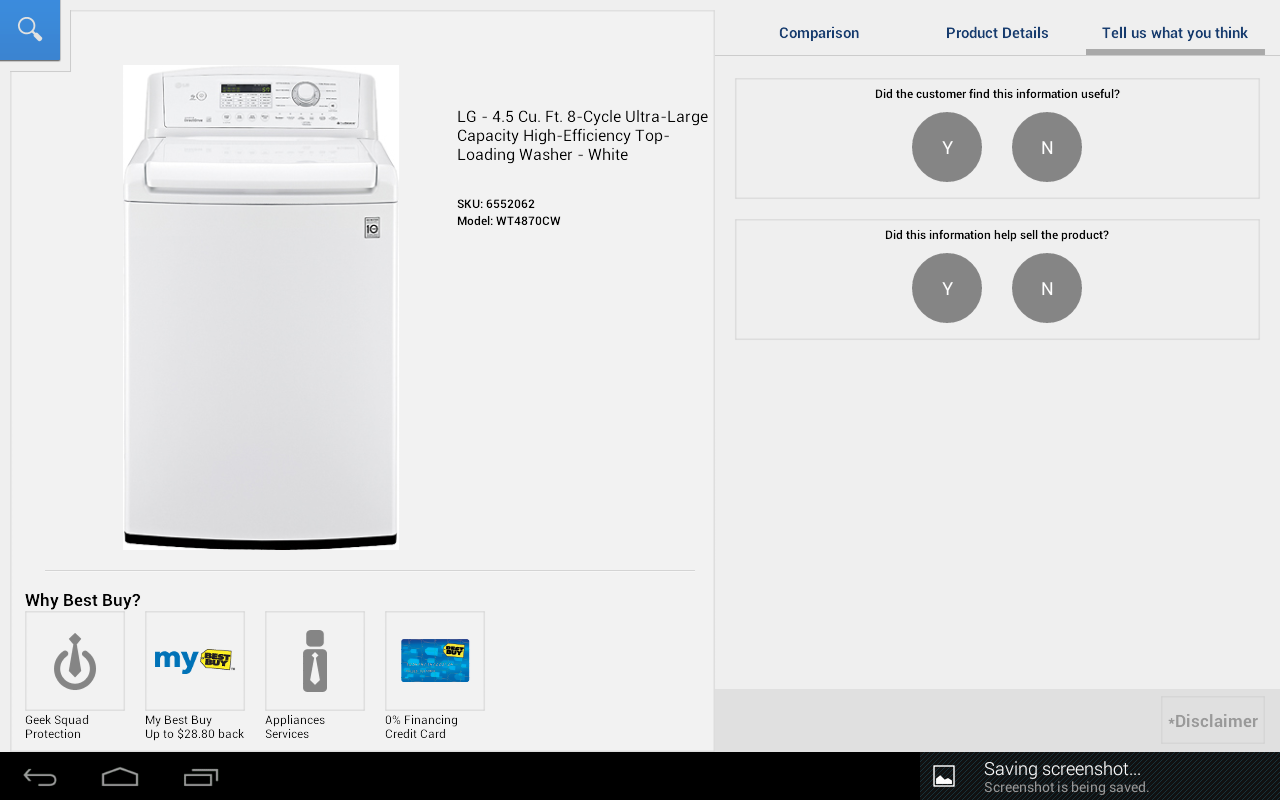 Comparison
Product Details
Tell us what you think
LG - 4.5 Cu. Ft. 8-Cycle Ultra-Large
Capacity High-Efficiency Top-
Loading Washer - White
SKU: 6552062
Model: WT4870CW
Did the customer find this information useful?
Y
N
Did this information help sell the product?
Y
N
Why Best Buy?
my BEST BUY™
BEST BUY
Geek Squad
Protection
My Best Buy
Up to $28.80 back
Appliances
Services
0% Financing
Credit Card
*Disclaimer
Saving screenshot...
Screenshot is being saved.